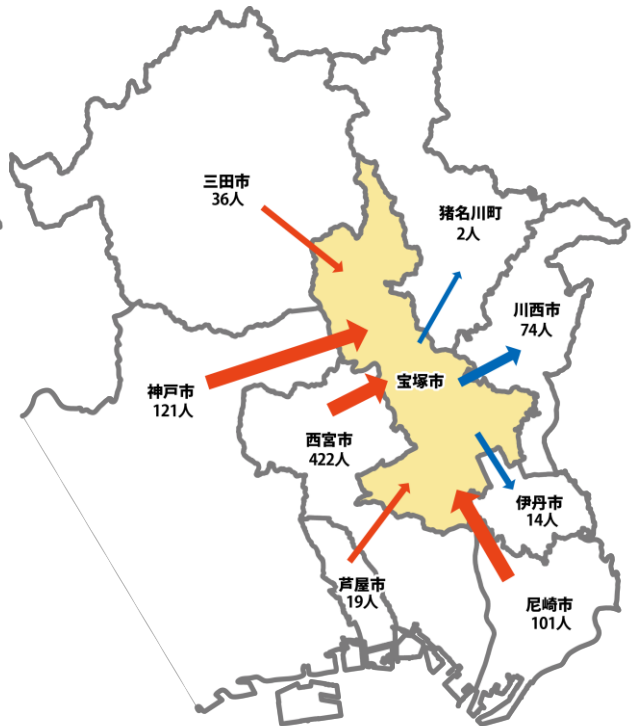 三田市
36人
猪名川町
2人
川西市
74人
神戸市
121人
宝塚市
西宮市
422人
伊丹市
14人
芦屋市
19人
尼崎市
101人